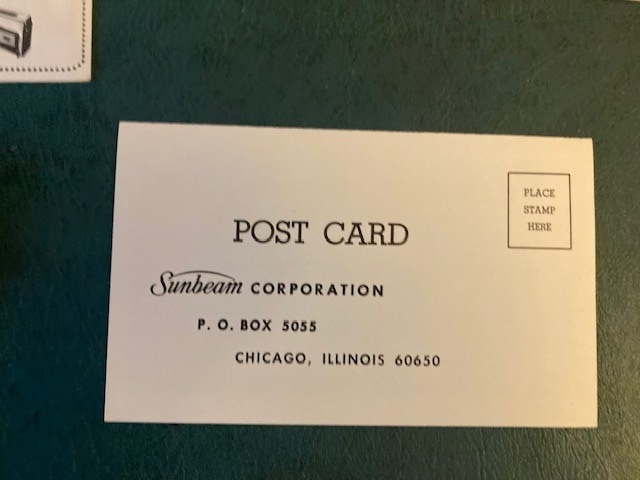 PLACE
STAMP
HERE
POST CARD
Sunbeam CORPORATION
P. O. BOX 5055
CHICAGO, ILLINOIS 60650